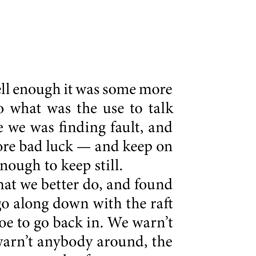 ell enough it was some more
what was the use to talk
we was finding fault, and
ore bad luck — and keep on
nough to keep still.
hat we better do, and found
go along down with the raft
oe to go back in. We warn't
warn't anybody around, the